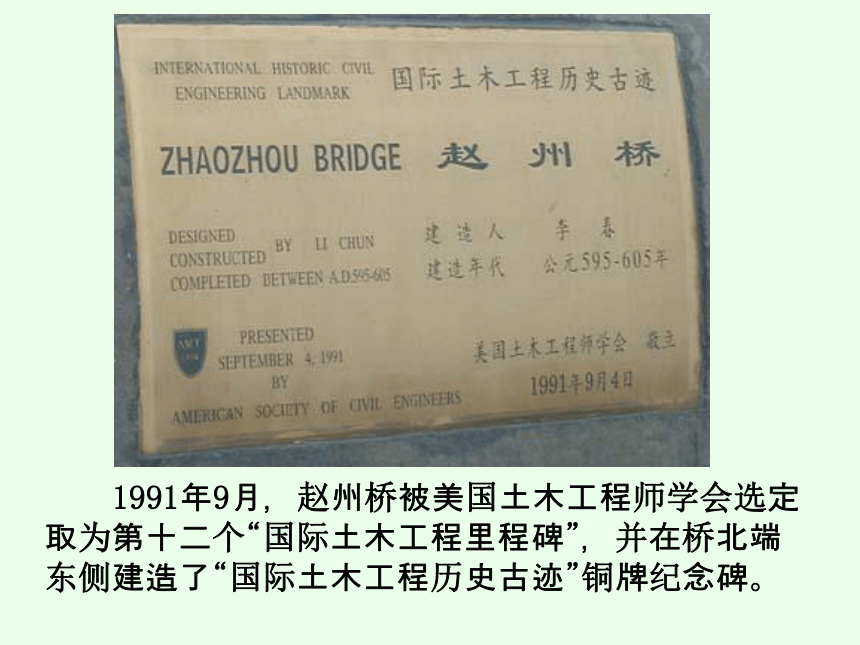 INTERNATIONAL HISTORIC CIVIL
ENGINEERING LANDMARK
国际土木工程历史古迹
ZHAOZHOU BRIDGE 赵州桥
DESIGNED
CONSTRUCTED BY LI CHUN
COMPLETED BETWEEN A.D.595-605
建造人 李春
建造年代 公元595-605年
ASCE
PRESENTED
SEPTEMBER 4, 1991
BY
AMERICAN SOCIETY OF CIVIL ENGINEERS
美国土木工程师学会 敬立
1991年9月4日
1991年9月，赵州桥被美国土木工程师学会选定
取为第十二个“国际土木工程里程碑”，并在桥北端
东侧建造了“国际土木工程历史古迹”铜牌纪念碑。